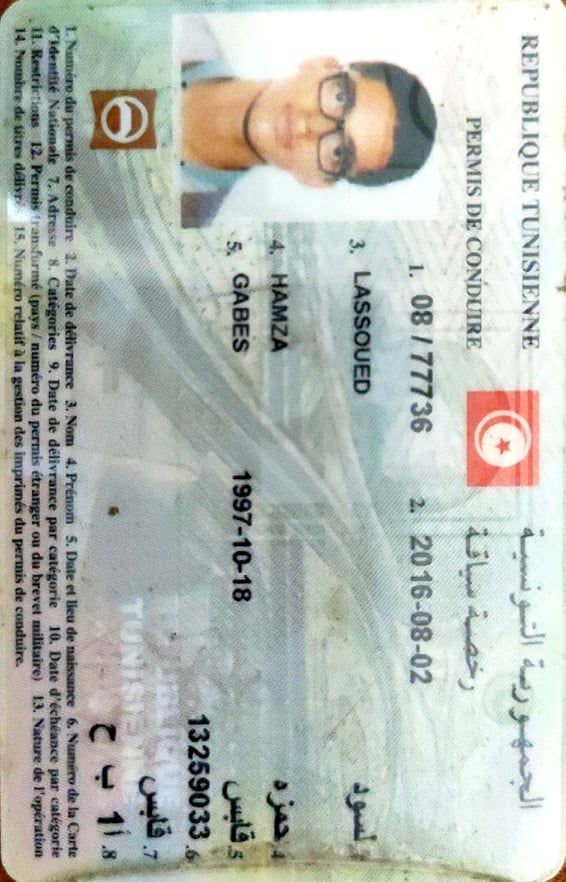 REPUBLIQUE TUNISIENNE الجمهورية التونسية
PERMIS DE CONDUIRE رخصة سياقة
1. 08 / 77736 2. 2016-08-02
3. LASSOUED لسود
4. HAMZA حمزه 4.
5. GABES 1997-10-18 قابس 5.
13259033 6.
قابس 7.
أ1 ب ح 8.
TUNISIENNE
1. Numéro du permis de conduire 2. Date de délivrance 3. Nom 4. Prénom 5. Date et lieu de naissance 6. Numéro de la Carte
d'Identité Nationale 7. Adresse 8. Catégories 9. Date de délivrance par catégorie 10. Date d'échéance par catégorie
11. Restrictions 12. Permis transformé (pays / numéro du permis étranger ou du brevet militaire) 13. Nature de l'opération
14. Nombre de titres délivrés 15. Numéro relatif à la gestion des imprimés du permis de conduire.